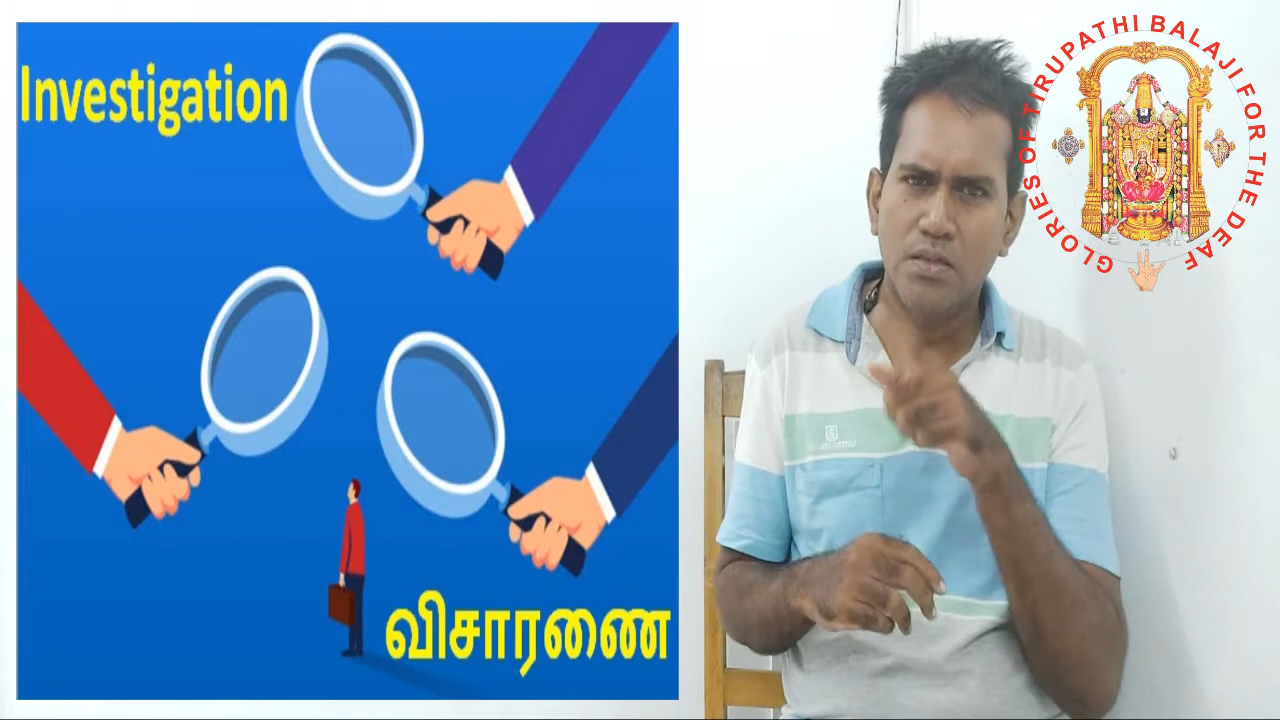 Investigation
விசாரணை
GLORIES OF TIRUPATHI BALAJI FOR THE DEAF